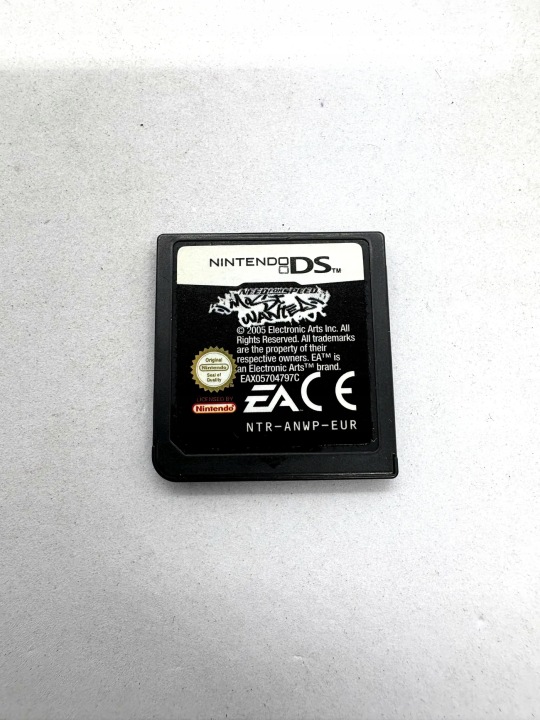 NINTENDO DS™
NEED FOR SPEED
MOST
WANTED
© 2005 Electronic Arts Inc. All
Rights Reserved. All trademarks
are the property of their
respective owners. EA™ is
an Electronic Arts™ brand.
EAX05704797C
Original
Nintendo
Seal of
Quality
LICENSED BY
Nintendo
EA CE
NTR-ANWP-EUR